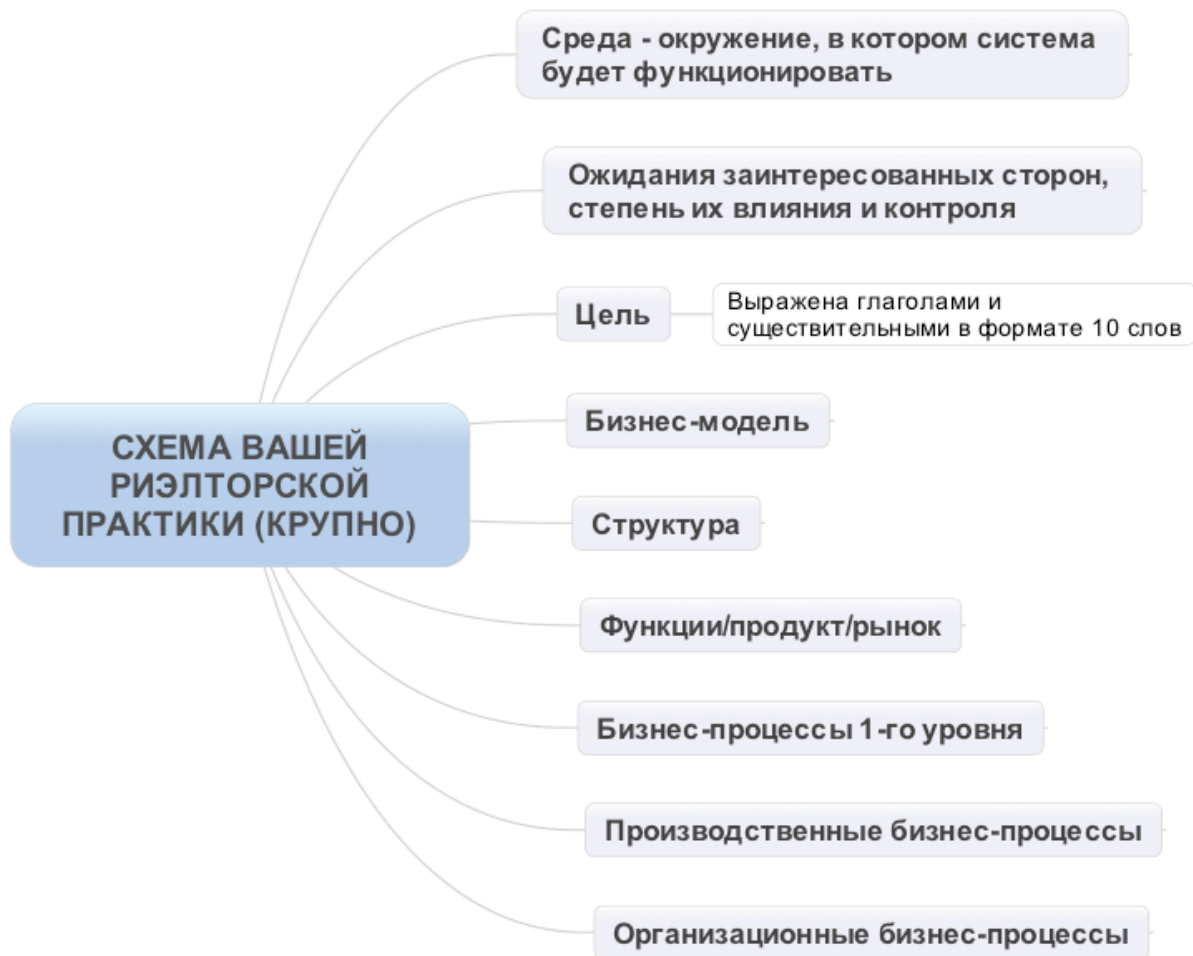 Среда - окружение, в котором система
будет функционировать
Ожидания заинтересованных сторон,
степень их влияния и контроля
Цель
Выражена глаголами и
существительными в формате 10 слов
Бизнес-модель
СХЕМА ВАШЕЙ
РИЭЛТОРСКОЙ
ПРАКТИКИ (КРУПНО)
Структура
Функции/продукт/рынок
Бизнес-процессы 1-го уровня
Производственные бизнес-процессы
Организационные бизнес-процессы